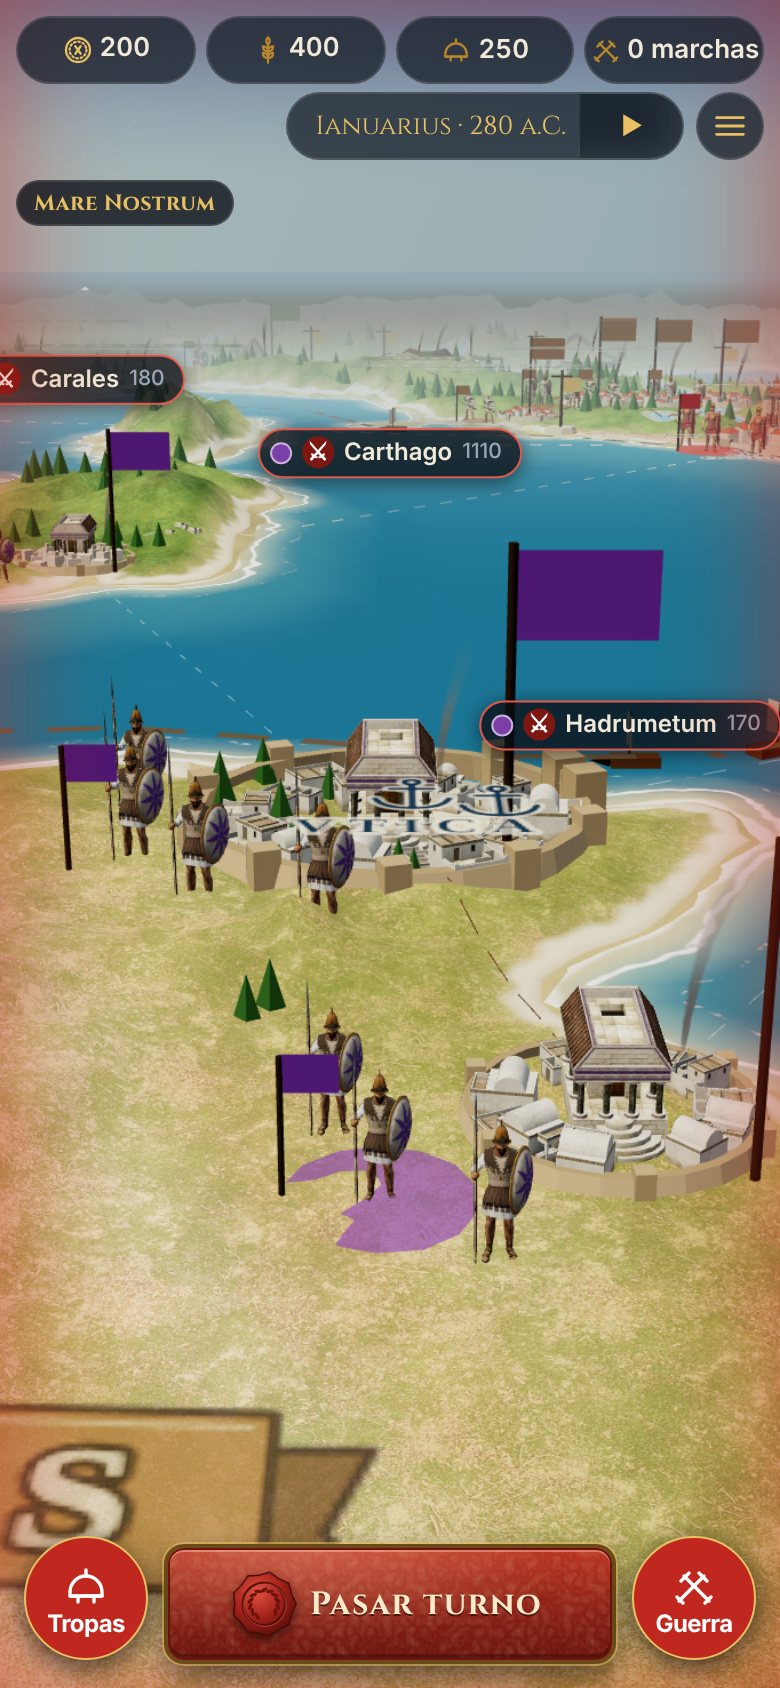 200
400
250
0 marchas
IANUARIUS · 280 A.C.
MARE NOSTRUM
Carales 180
Carthago 1110
Hadrumetum 170
VTICA
S
Tropas
PASAR TURNO
Guerra